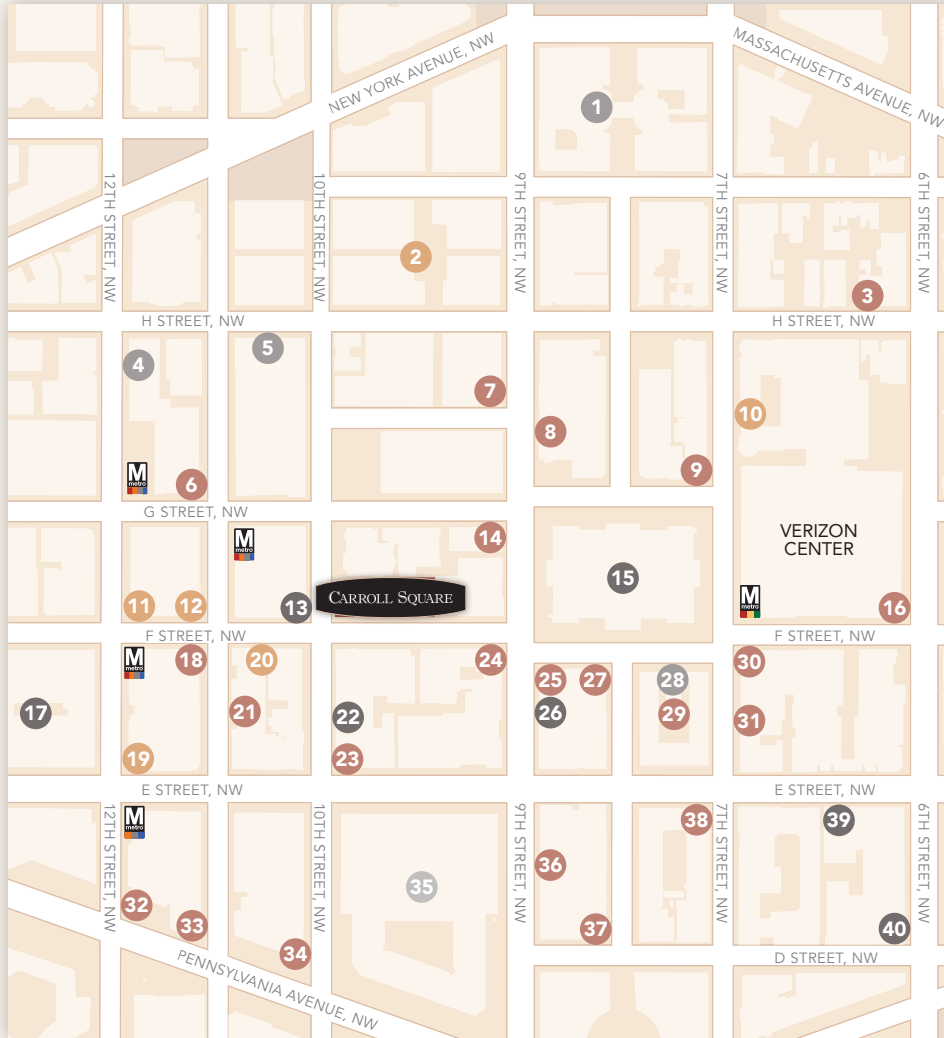 NEW YORK AVENUE, NW
MASSACHUSETTS AVENUE, NW
1
12TH STREET, NW
10TH STREET, NW
9TH STREET, NW
7TH STREET, NW
6TH STREET, NW
2
3
H STREET, NW
H STREET, NW
4
5
7
10
8
9
M
metro
6
G STREET, NW
VERIZON
CENTER
14
M
metro
15
M
metro
11
12
13
CARROLL SQUARE
16
F STREET, NW
F STREET, NW
M
metro
18
20
24
30
25
27
28
17
21
22
26
29
31
19
23
E STREET, NW
E STREET, NW
12TH STREET, NW
10TH STREET, NW
9TH STREET, NW
7TH STREET, NW
6TH STREET, NW
M
metro
38
39
36
35
32
33
37
40
34
PENNSYLVANIA AVENUE, NW
D STREET, NW